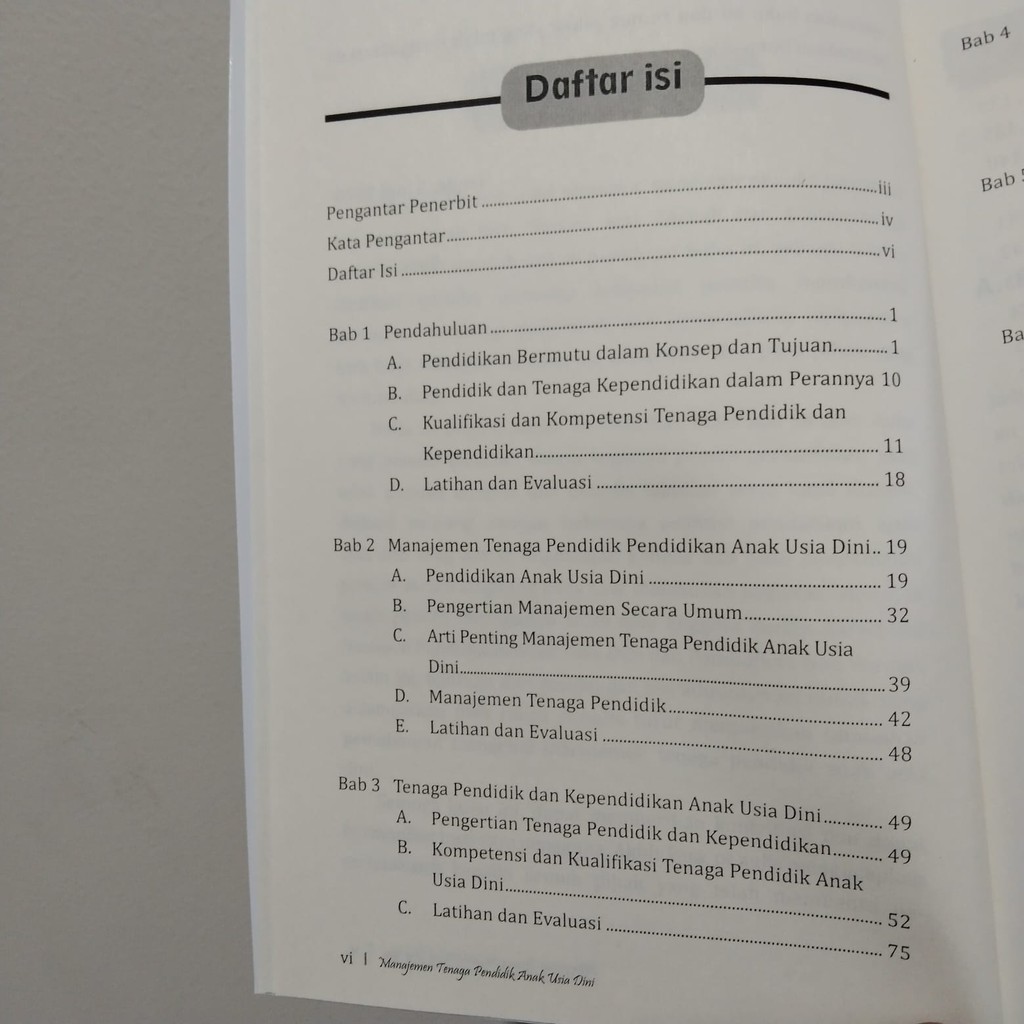 Daftar isi
Pengantar Penerbit ........................ iii
Kata Pengantar ........................ iv
Daftar Isi ........................ vi
Bab 1 Pendahuluan ........................ 1
A. Pendidikan Bermutu dalam Konsep dan Tujuan ............ 1
B. Pendidik dan Tenaga Kependidikan dalam Perannya 10
C. Kualifikasi dan Kompetensi Tenaga Pendidik dan
Kependidikan ........................ 11
D. Latihan dan Evaluasi ........................ 18
Bab 2 Manajemen Tenaga Pendidik Pendidikan Anak Usia Dini.. 19
A. Pendidikan Anak Usia Dini ........................ 19
B. Pengertian Manajemen Secara Umum ........................ 32
C. Arti Penting Manajemen Tenaga Pendidik Anak Usia
Dini ........................ 39
D. Manajemen Tenaga Pendidik ........................ 42
E. Latihan dan Evaluasi ........................ 48
Bab 3 Tenaga Pendidik dan Kependidikan Anak Usia Dini ............ 49
A. Pengertian Tenaga Pendidik dan Kependidikan .......... 49
B. Kompetensi dan Kualifikasi Tenaga Pendidik Anak
Usia Dini ........................ 52
C. Latihan dan Evaluasi ........................ 75
vi | Manajemen Tenaga Pendidik Anak Usia Dini
Bab 4
Bab